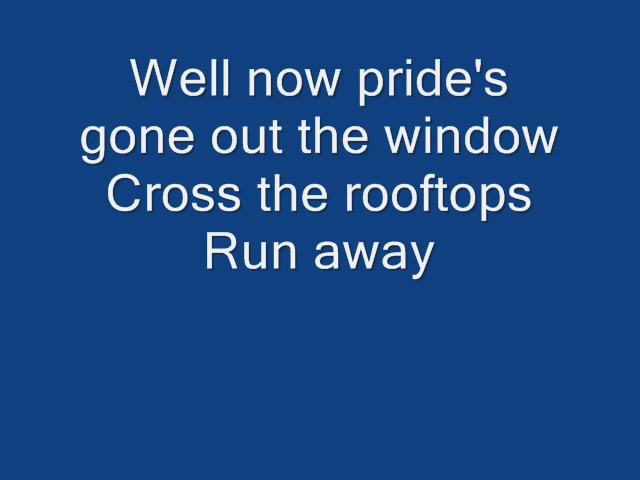 Well now pride's
gone out the window
Cross the rooftops
Run away